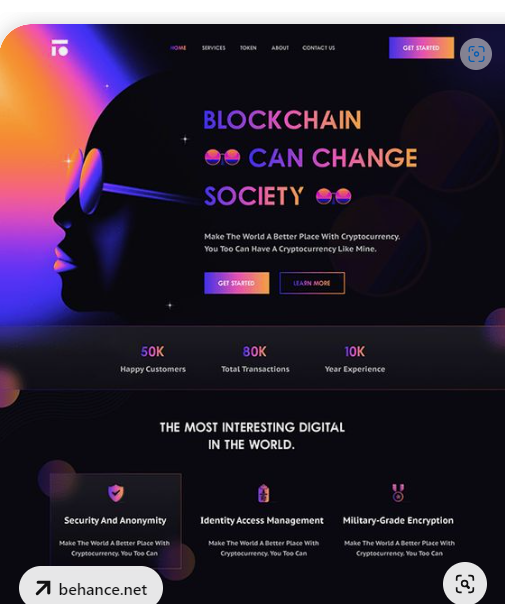 HOME SERVICES TOKEN ABOUT CONTACT US GET STARTED
BLOCKCHAIN
CAN CHANGE
SOCIETY
Make The World A Better Place With Cryptocurrency.
You Too Can Have A Cryptocurrency Like Mine.
GET STARTED LEARN MORE
50K 80K 10K
Happy Customers Total Transactions Year Experience
THE MOST INTERESTING DIGITAL
IN THE WORLD.
Security And Anonymity Identity Access Management Military-Grade Encryption
Make The World A Better Place With Make The World A Better Place With Make The World A Better Place With
Cryptocurrency. You Too Can Cryptocurrency. You Too Can Cryptocurrency. You Too Can
behance.net